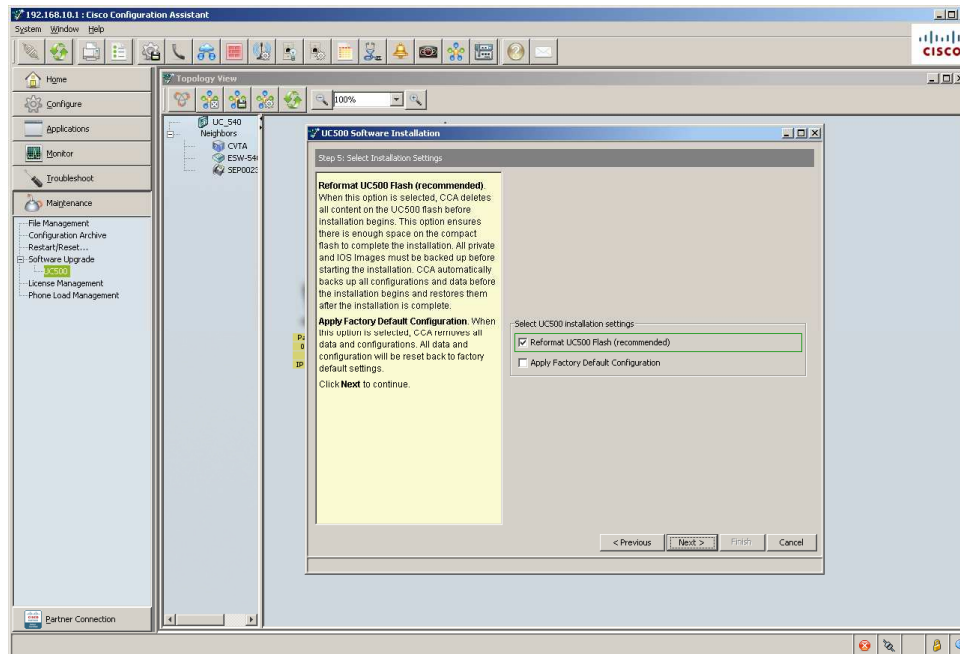 192.168.10.1 : Cisco Configuration Assistant
System Window Help
CISCO
Home
Configure
Applications
Monitor
Troubleshoot
Maintenance
File Management
Configuration Archive
Restart/Reset...
Software Upgrade
UC500
License Management
Phone Load Management
Partner Connection
Topology View
100%
UC_540
Neighbors
CVTA
ESW-54
SEP0023
IP
UC500 Software Installation
Step 5: Select Installation Settings
Reformat UC500 Flash (recommended).
When this option is selected, CCA deletes
all content on the UC500 flash before
installation begins. This option ensures
there is enough space on the compact
flash to complete the installation. All private
and IOS Images must be backed up before
starting the installation. CCA automatically
backs up all configurations and data before
the installation begins and restores them
after the installation is complete.
Apply Factory Default Configuration. When
this option is selected, CCA removes all
data and configurations. All data and
configuration will be reset back to factory
default settings.
Click Next to continue.
Select UC500 installation settings
Reformat UC500 Flash (recommended)
Apply Factory Default Configuration
< Previous
Next >
Finish
Cancel